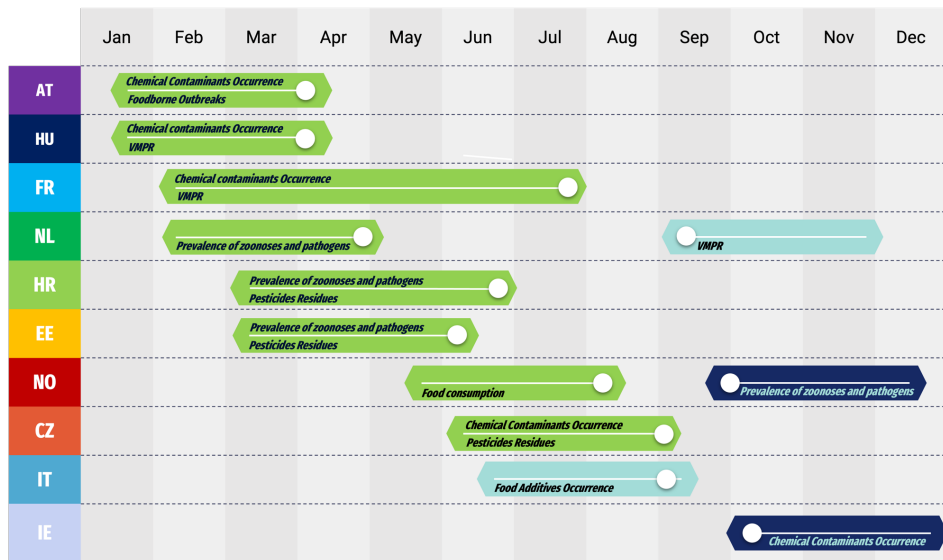 Jan Feb Mar Apr May Jun Jul Aug Sep Oct Nov Dec
AT
Chemical Contaminants Occurrence
Foodborne Outbreaks
HU
Chemical contaminants Occurrence
VMPR
FR
Chemical contaminants Occurrence
VMPR
NL
Prevalence of zoonoses and pathogens
VMPR
HR
Prevalence of zoonoses and pathogens
Pesticides Residues
EE
Prevalence of zoonoses and pathogens
Pesticides Residues
NO
Food consumption
Prevalence of zoonoses and pathogens
CZ
Chemical Contaminants Occurrence
Pesticides Residues
IT
Food Additives Occurrence
IE
Chemical Contaminants Occurrence